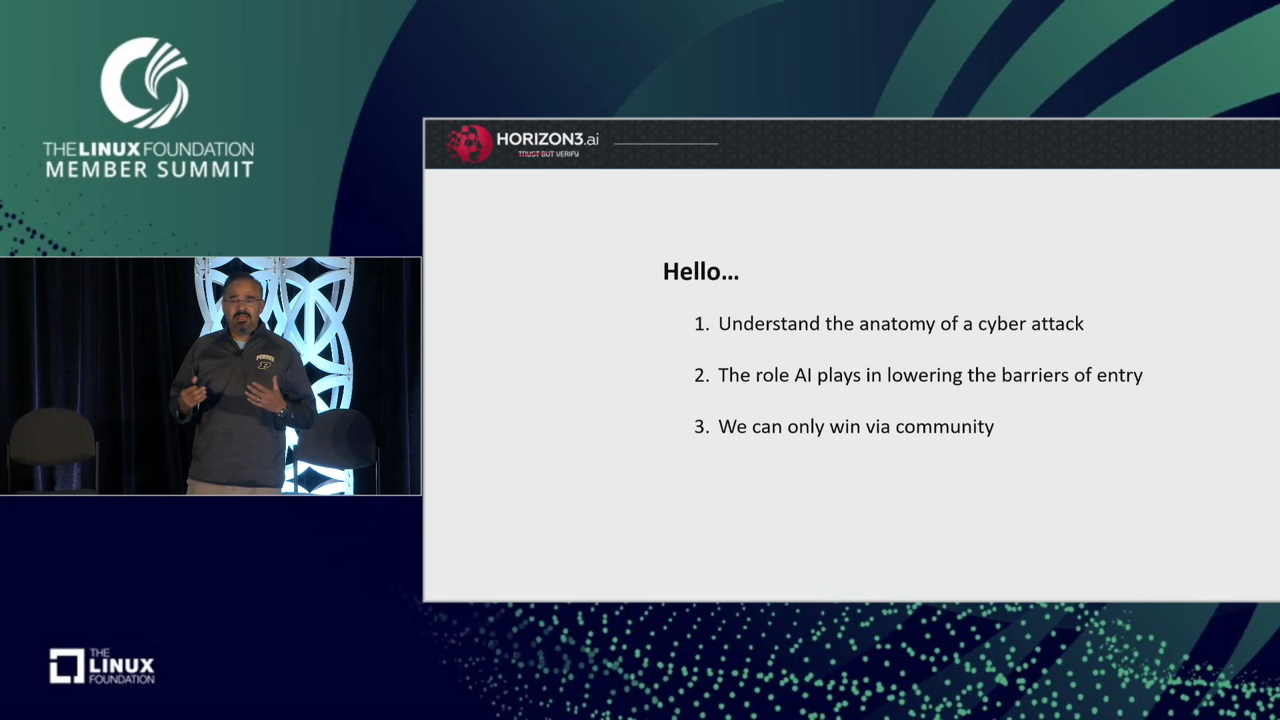 THE LINUX FOUNDATION
MEMBER SUMMIT
HORIZON3.ai
TRUST BUT VERIFY
Hello...
1. Understand the anatomy of a cyber attack
2. The role AI plays in lowering the barriers of entry
3. We can only win via community
PURDUE
P
THE
LINUX
FOUNDATION